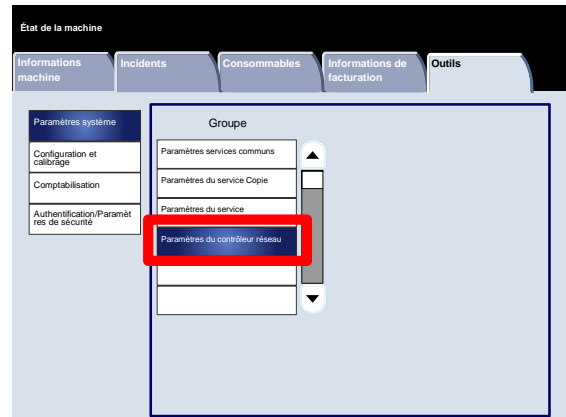 État de la machine
Informations
machine
Incidents
Consommables
Informations de
facturation
Outils
Paramètres système
Configuration et
calibrage
Comptabilisation
Authentification/Paramèt
res de sécurité
Groupe
Paramètres services communs
Paramètres du service Copie
Paramètres du service
Paramètres du contrôleur réseau